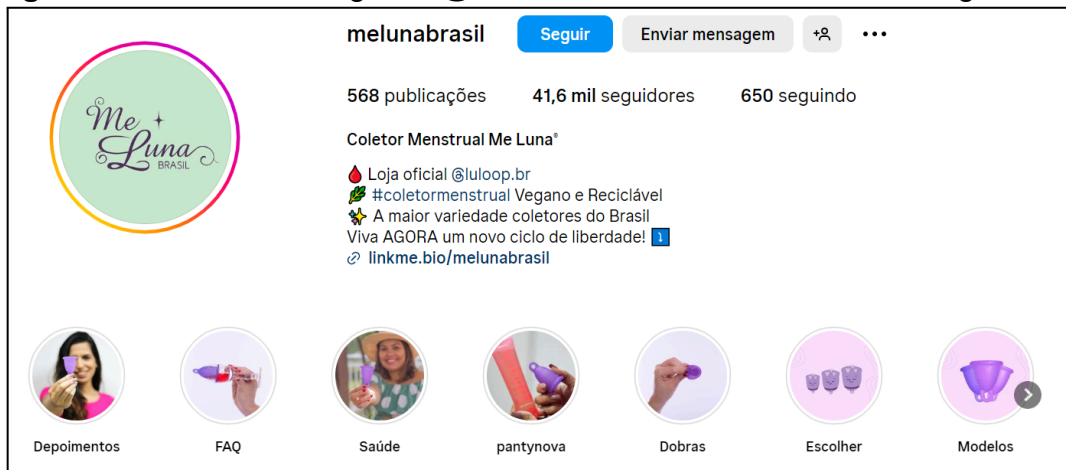 melunabrasil Seguir Enviar mensagem
568 publicações 41,6 mil seguidores 650 seguindo
Me Luna
BRASIL
Coletor Menstrual Me Luna®
Loja oficial @luloop.br
#coletormenstrual Vegano e Reciclável
A maior variedade coletores do Brasil
Viva AGORA um novo ciclo de liberdade!
linkme.bio/melunabrasil
Depoimentos FAQ Saúde pantynova Dobras Escolher Modelos